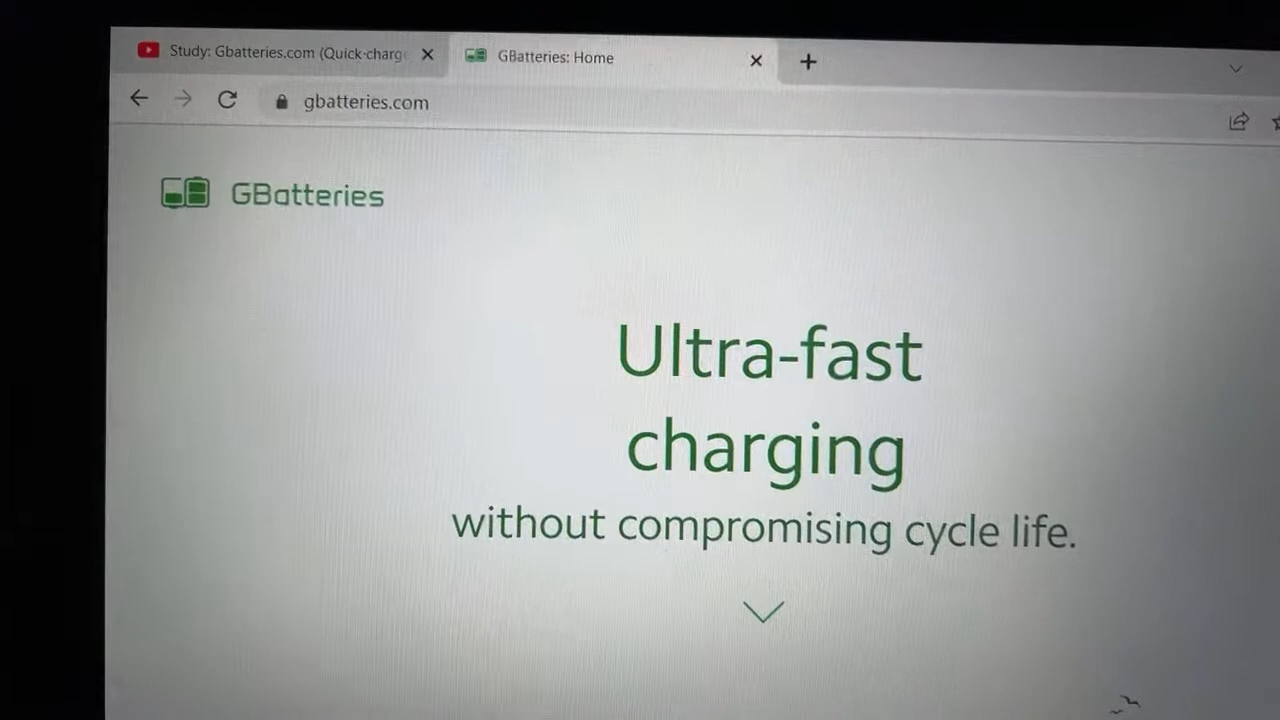 Study: Gbatteries.com (Quick-charg
GBatteries: Home
gbatteries.com
GBatteries
Ultra-fast
charging
without compromising cycle life.